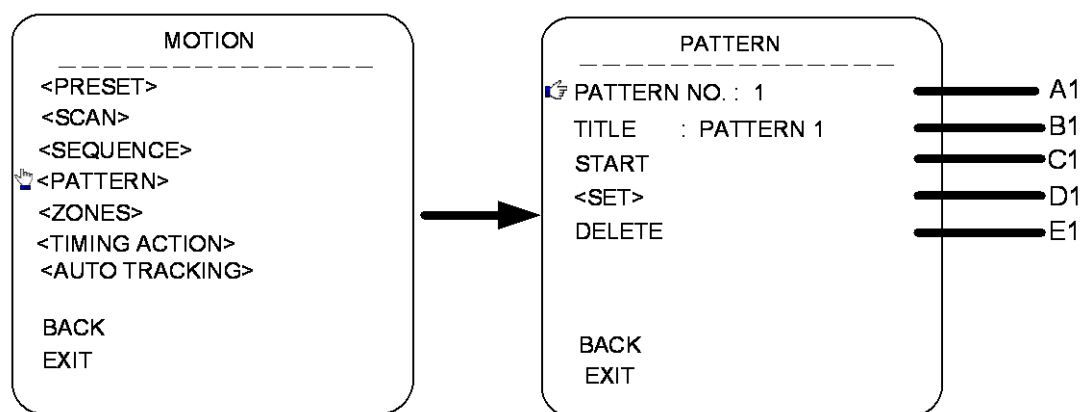 MOTION
<PRESET>
<SCAN>
<SEQUENCE>
<PATTERN>
<ZONES>
<TIMING ACTION>
<AUTO TRACKING>
BACK
EXIT
PATTERN
PATTERN NO. : 1
TITLE : PATTERN 1
START
<SET>
DELETE
BACK
EXIT
A1
B1
C1
D1
E1